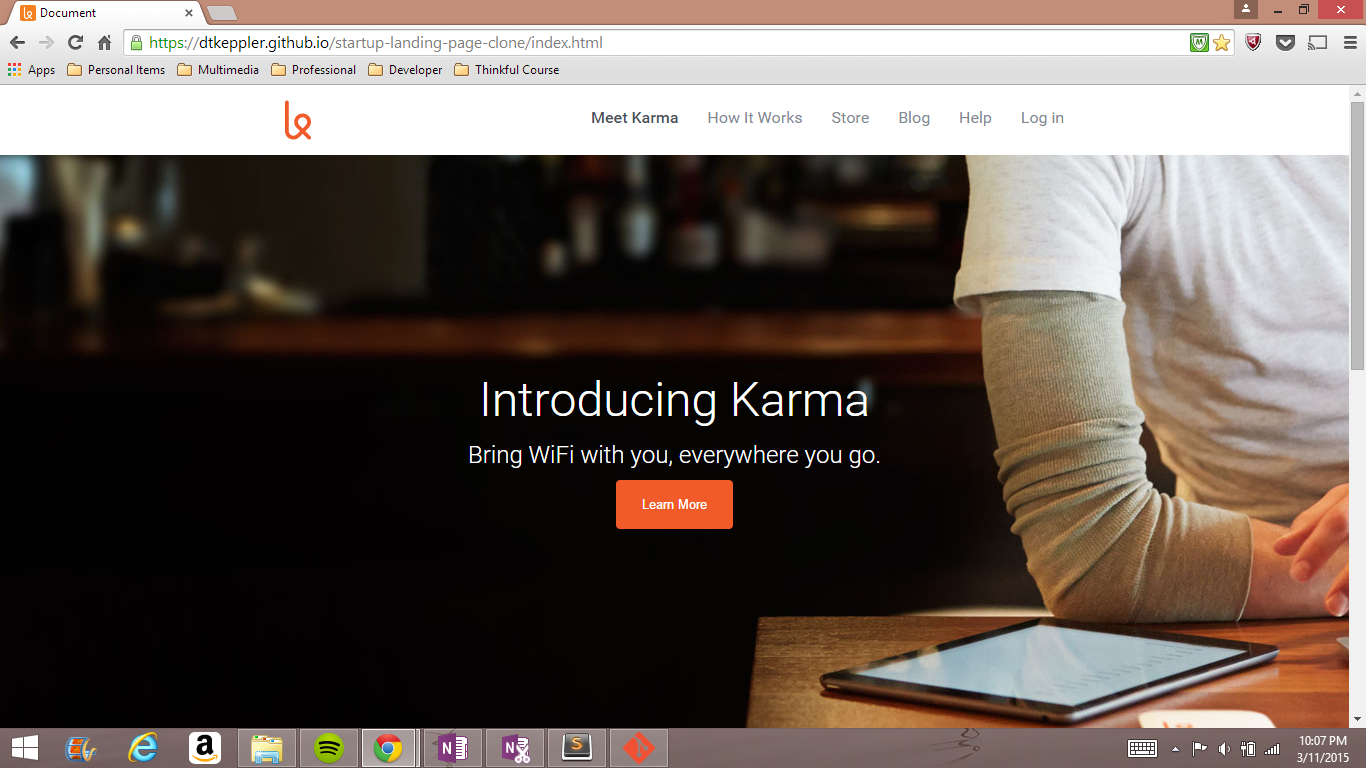 Document
https://dtkeppler.github.io/startup-landing-page-clone/index.html
Apps Personal Items Multimedia Professional Developer Thinkful Course
Meet Karma How It Works Store Blog Help Log in
Introducing Karma
Bring WiFi with you, everywhere you go.
Learn More
10:07 PM
3/11/2015